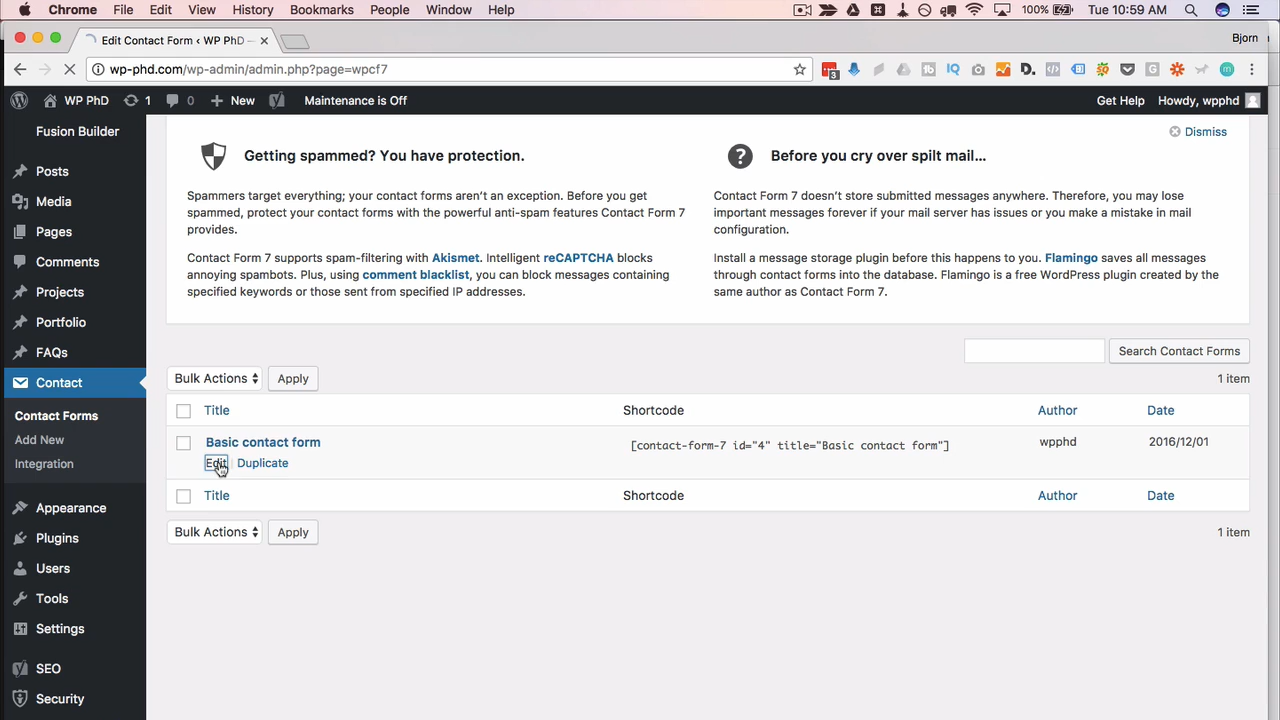 Chrome File Edit View History Bookmarks People Window Help 100% Tue 10:59 AM
Edit Contact Form ‹ WP PhD — Bjorn
wp-phd.com/wp-admin/admin.php?page=wpcf7
WP PhD 1 0 + New Maintenance is Off Get Help Howdy, wpphd
Fusion Builder
Posts
Media
Pages
Comments
Projects
Portfolio
FAQs
Contact
Contact Forms
Add New
Integration
Appearance
Plugins
Users
Tools
Settings
SEO
Security
Dismiss
Getting spammed? You have protection.
Spammers target everything; your contact forms aren't an exception. Before you get
spammed, protect your contact forms with the powerful anti-spam features Contact Form 7
provides.
Contact Form 7 supports spam-filtering with Akismet. Intelligent reCAPTCHA blocks
annoying spambots. Plus, using comment blacklist, you can block messages containing
specified keywords or those sent from specified IP addresses.
Before you cry over spilt mail…
Contact Form 7 doesn't store submitted messages anywhere. Therefore, you may lose
important messages forever if your mail server has issues or you make a mistake in mail
configuration.
Install a message storage plugin before this happens to you. Flamingo saves all messages
through contact forms into the database. Flamingo is a free WordPress plugin created by the
same author as Contact Form 7.
Search Contact Forms
Bulk Actions Apply 1 item
Title Shortcode Author Date
Basic contact form [contact-form-7 id="4" title="Basic contact form"] wpphd 2016/12/01
Edit Duplicate
Title Shortcode Author Date
Bulk Actions Apply 1 item